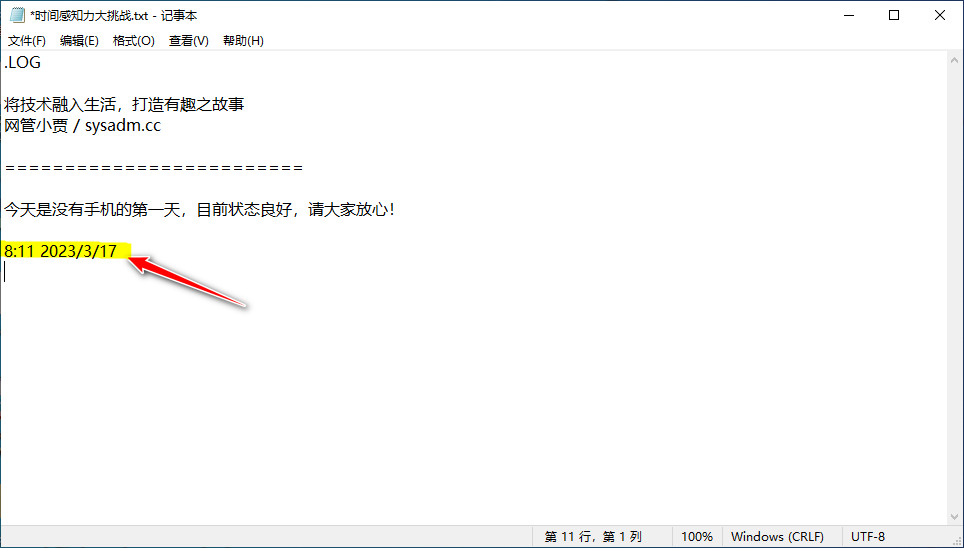 *时间感知力大挑战.txt - 记事本
文件(F) 编辑(E) 格式(O) 查看(V) 帮助(H)
.LOG
将技术融入生活，打造有趣之故事
网管小贾 / sysadm.cc
=========================
今天是没有手机的第一天，目前状态良好，请大家放心！
8:11 2023/3/17
第 11 行，第 1 列 100% Windows (CRLF) UTF-8